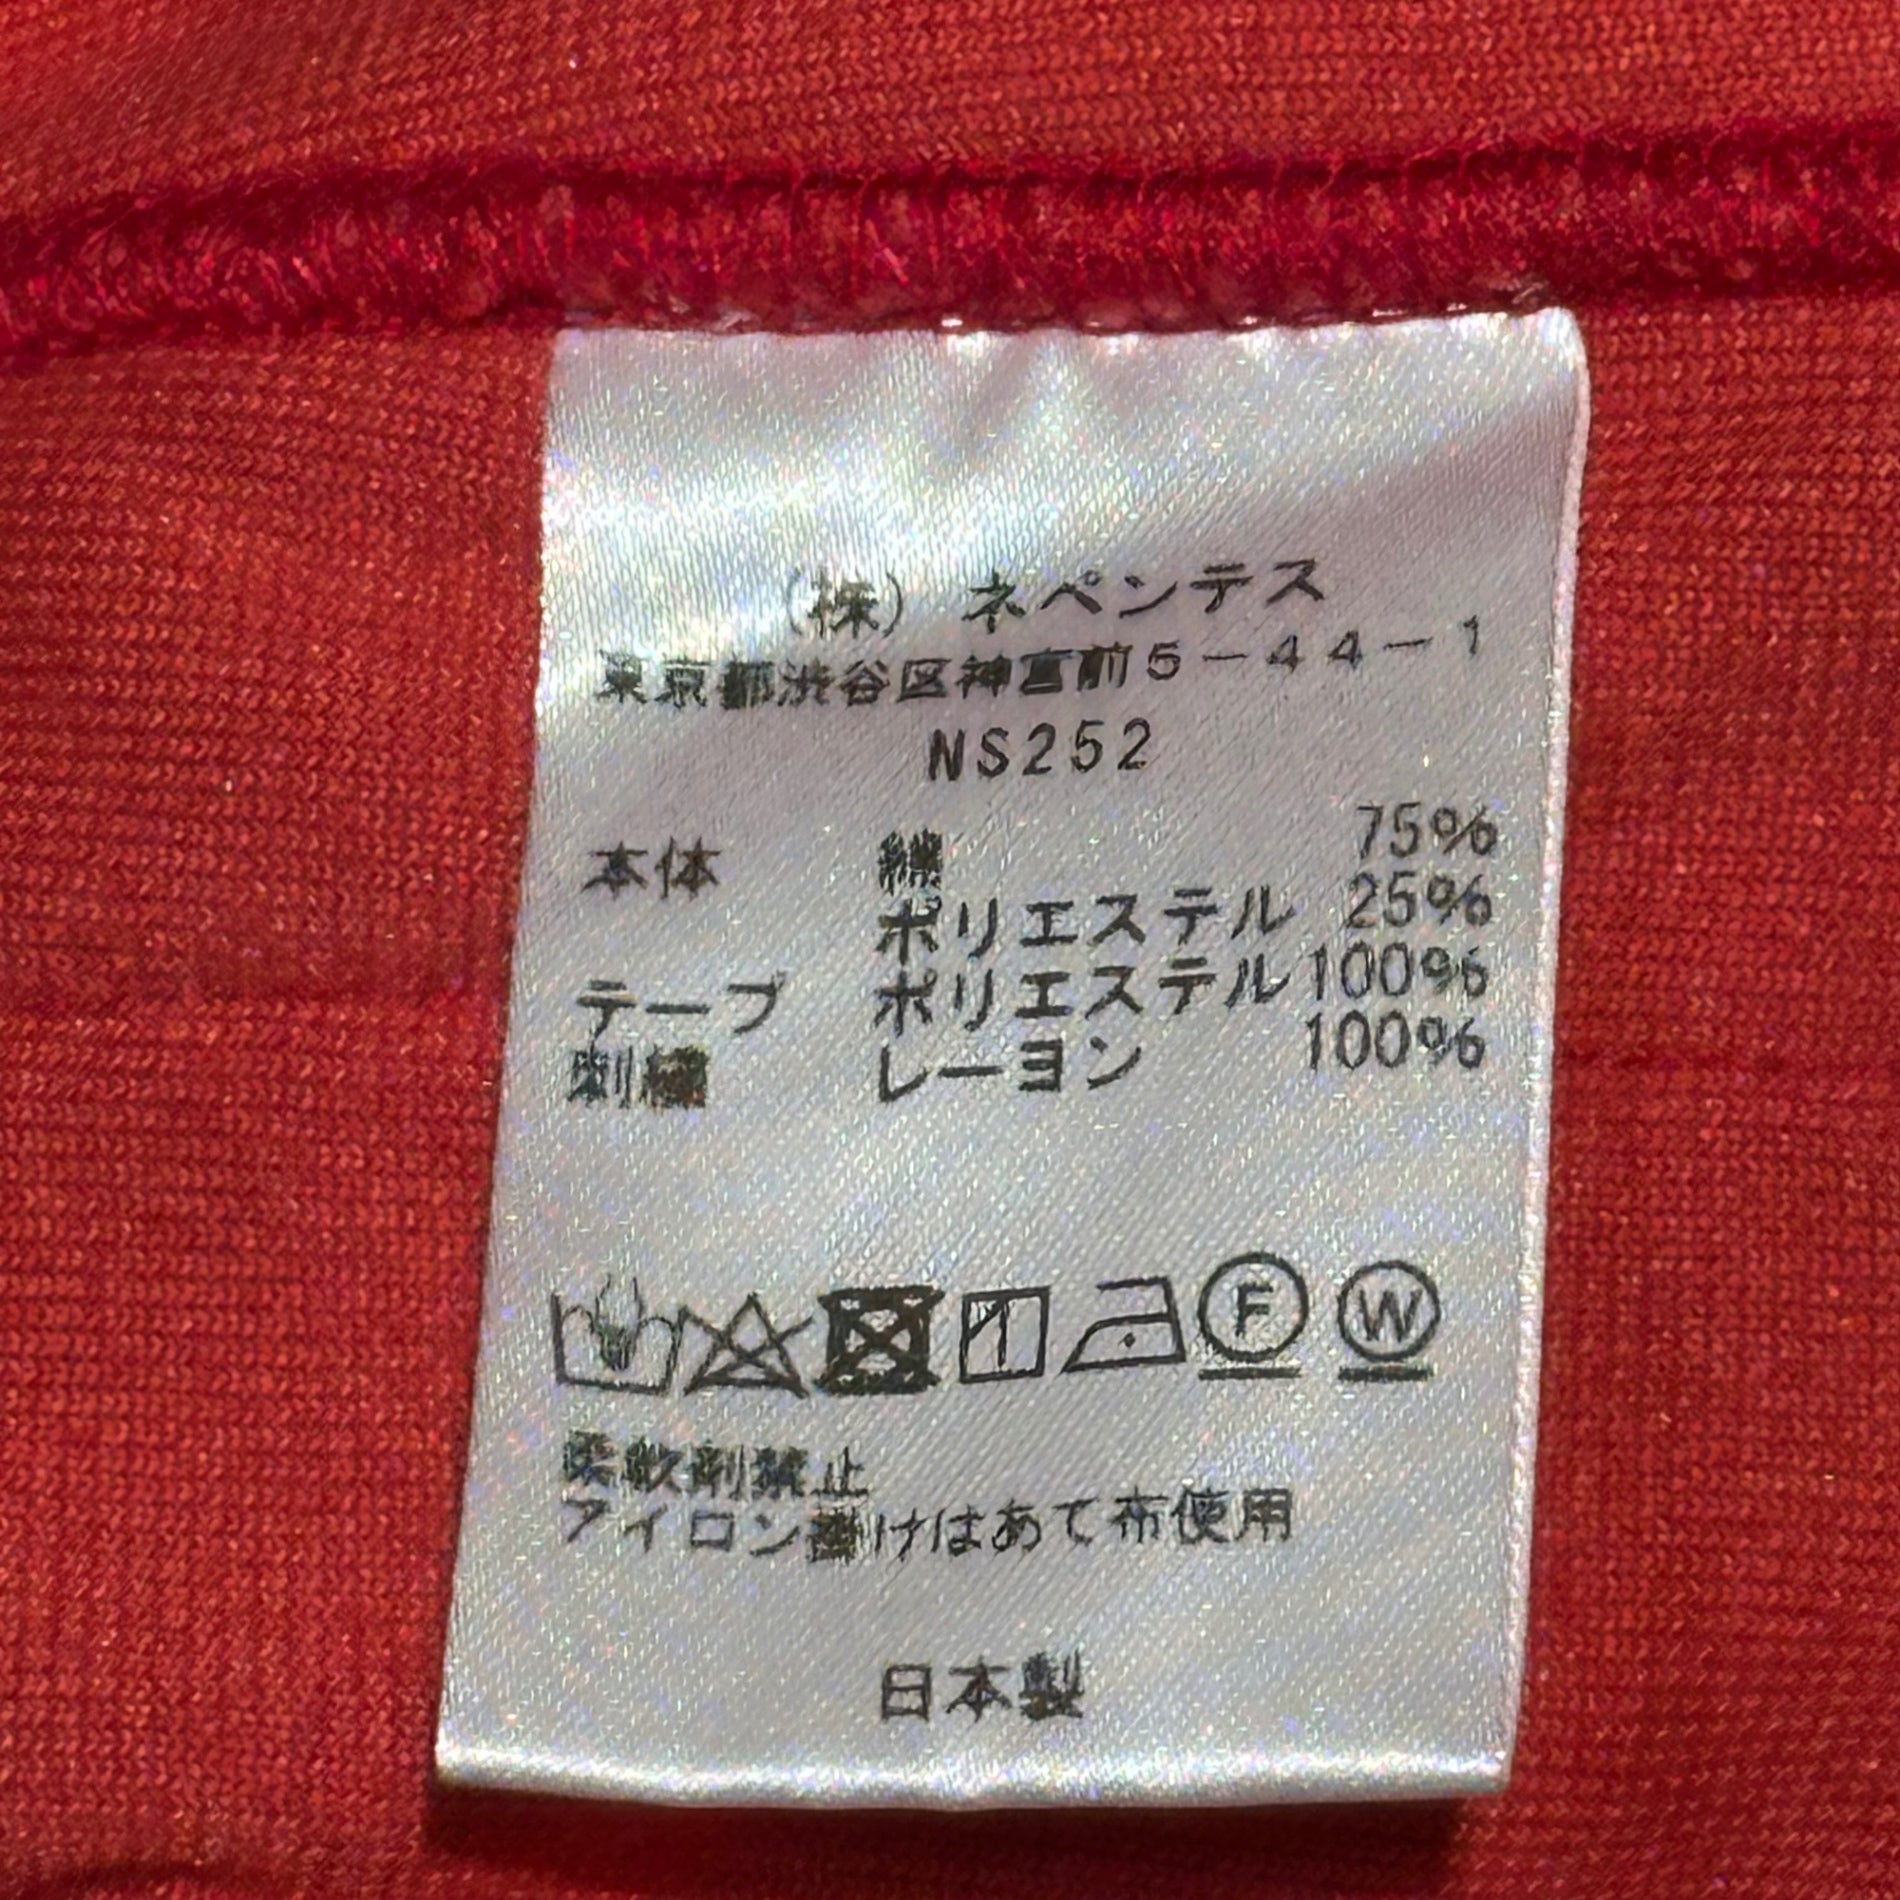 (株) ネペンテス
東京都渋谷区神宮前5-44-1
NS252
本体 綿 75%
ポリエステル 25%
テープ ポリエステル100%
刺繍 レーヨン 100%
F W
柔軟剤禁止
アイロン掛けはあて布使用
日本製